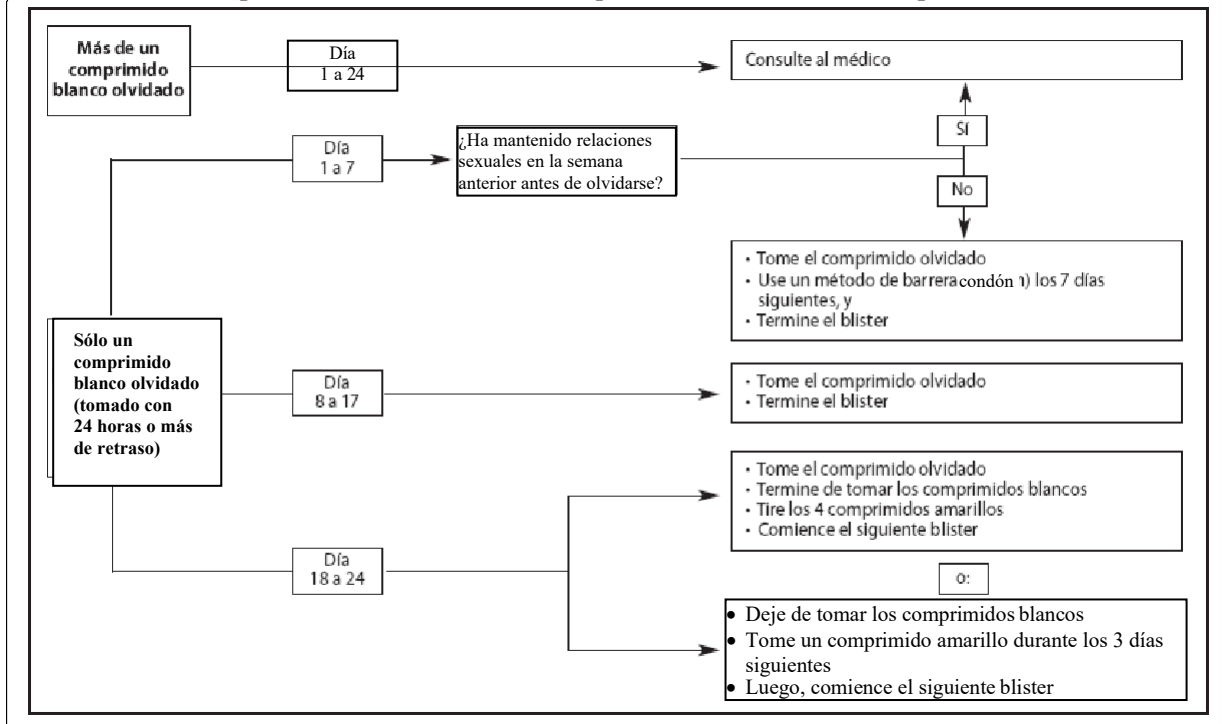 Más de un
comprimido
blanco olvidado
Día
1 a 24
Consulte al médico
Sí
Día
1 a 7
¿Ha mantenido relaciones
sexuales en la semana
anterior antes de olvidarse?
No
• Tome el comprimido olvidado
• Use un método de barrera condón 1) los 7 días
siguientes, y
• Termine el blister
Sólo un
comprimido
blanco olvidado
(tomado con
24 horas o más
de retraso)
Día
8 a 17
• Tome el comprimido olvidado
• Termine el blister
• Tome el comprimido olvidado
• Termine de tomar los comprimidos blancos
• Tire los 4 comprimidos amarillos
• Comience el siguiente blister
Día
18 a 24
o:
• Deje de tomar los comprimidos blancos
• Tome un comprimido amarillo durante los 3 días
siguientes
• Luego, comience el siguiente blister